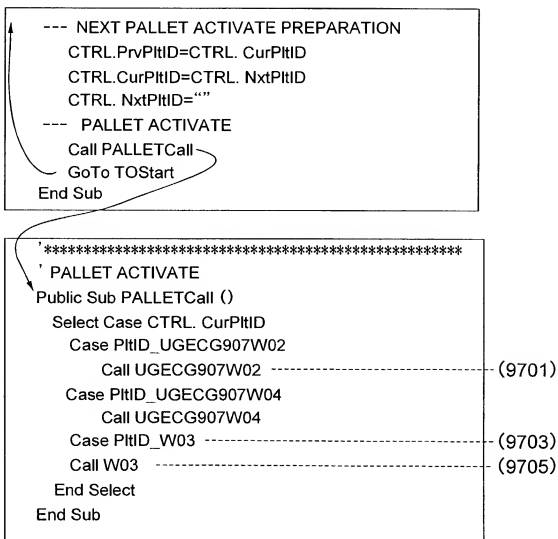 --- NEXT PALLET ACTIVATE PREPARATION
CTRL.PrvPltID=CTRL. CurPltID
CTRL.CurPltID=CTRL. NxtPltID
CTRL. NxtPltID=“”
--- PALLET ACTIVATE
Call PALLETCall
GoTo TOStart
End Sub
'*****************************************************
' PALLET ACTIVATE
Public Sub PALLETCall ()
Select Case CTRL. CurPltID
Case PltID_UGECG907W02
Call UGECG907W02 (9701)
Case PltID_UGECG907W04
Call UGECG907W04
Case PltID_W03 (9703)
Call W03 (9705)
End Select
End Sub